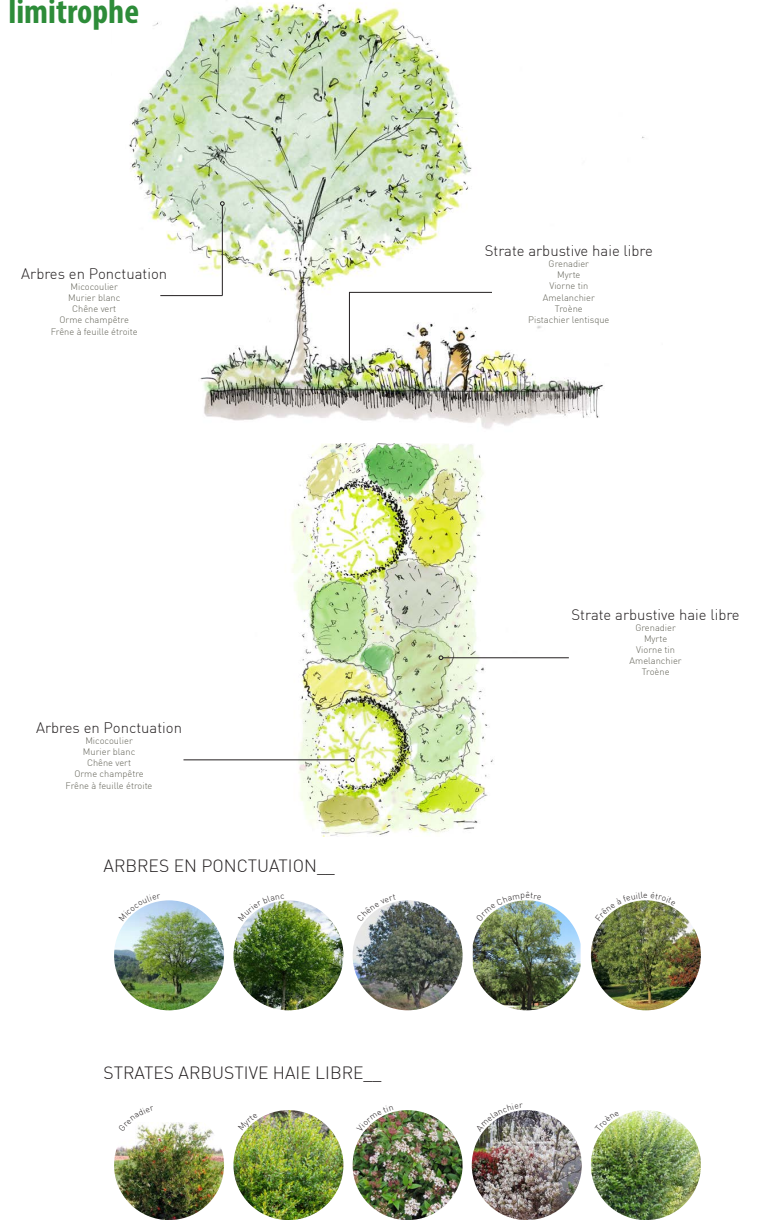 limitrophe
Arbres en Ponctuation
Micocoulier
Murier blanc
Chêne vert
Orme champêtre
Frêne à feuille étroite
Strate arbustive haie libre
Grenadier
Myrte
Viorne tin
Amelanchier
Troène
Pistachier lentisque
Strate arbustive haie libre
Grenadier
Myrte
Viorne tin
Amelanchier
Troène
Arbres en Ponctuation
Micocoulier
Murier blanc
Chêne vert
Orme champêtre
Frêne à feuille étroite
ARBRES EN PONCTUATION__
Micocoulier
Murier blanc
Chêne vert
Orme Champêtre
Frêne à feuille étroite
STRATES ARBUSTIVE HAIE LIBRE__
Grenadier
Myrte
Viorme tin
Amelanchier
Troène